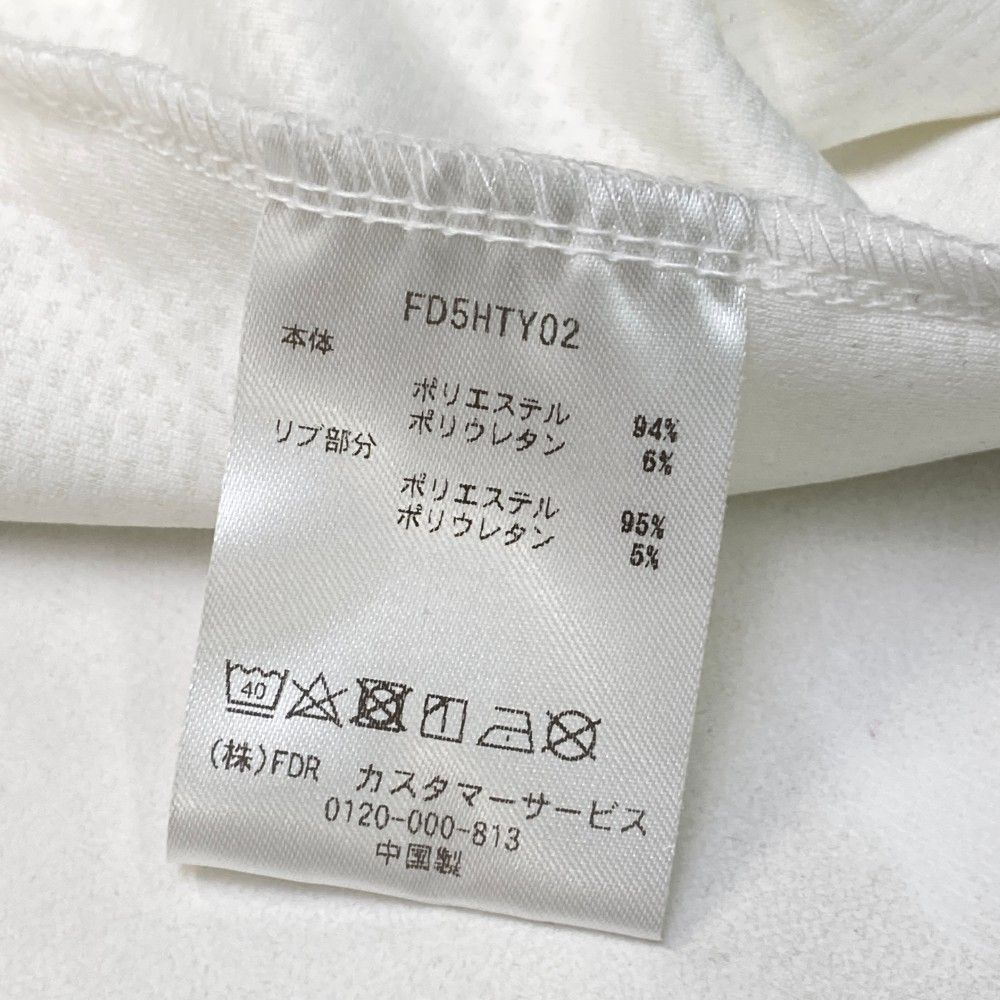 FD5HTY02
本体
ポリエステル 94%
ポリウレタン 6%
リブ部分
ポリエステル 95%
ポリウレタン 5%
40
(株)FDR カスタマーサービス
0120-000-813
中国製